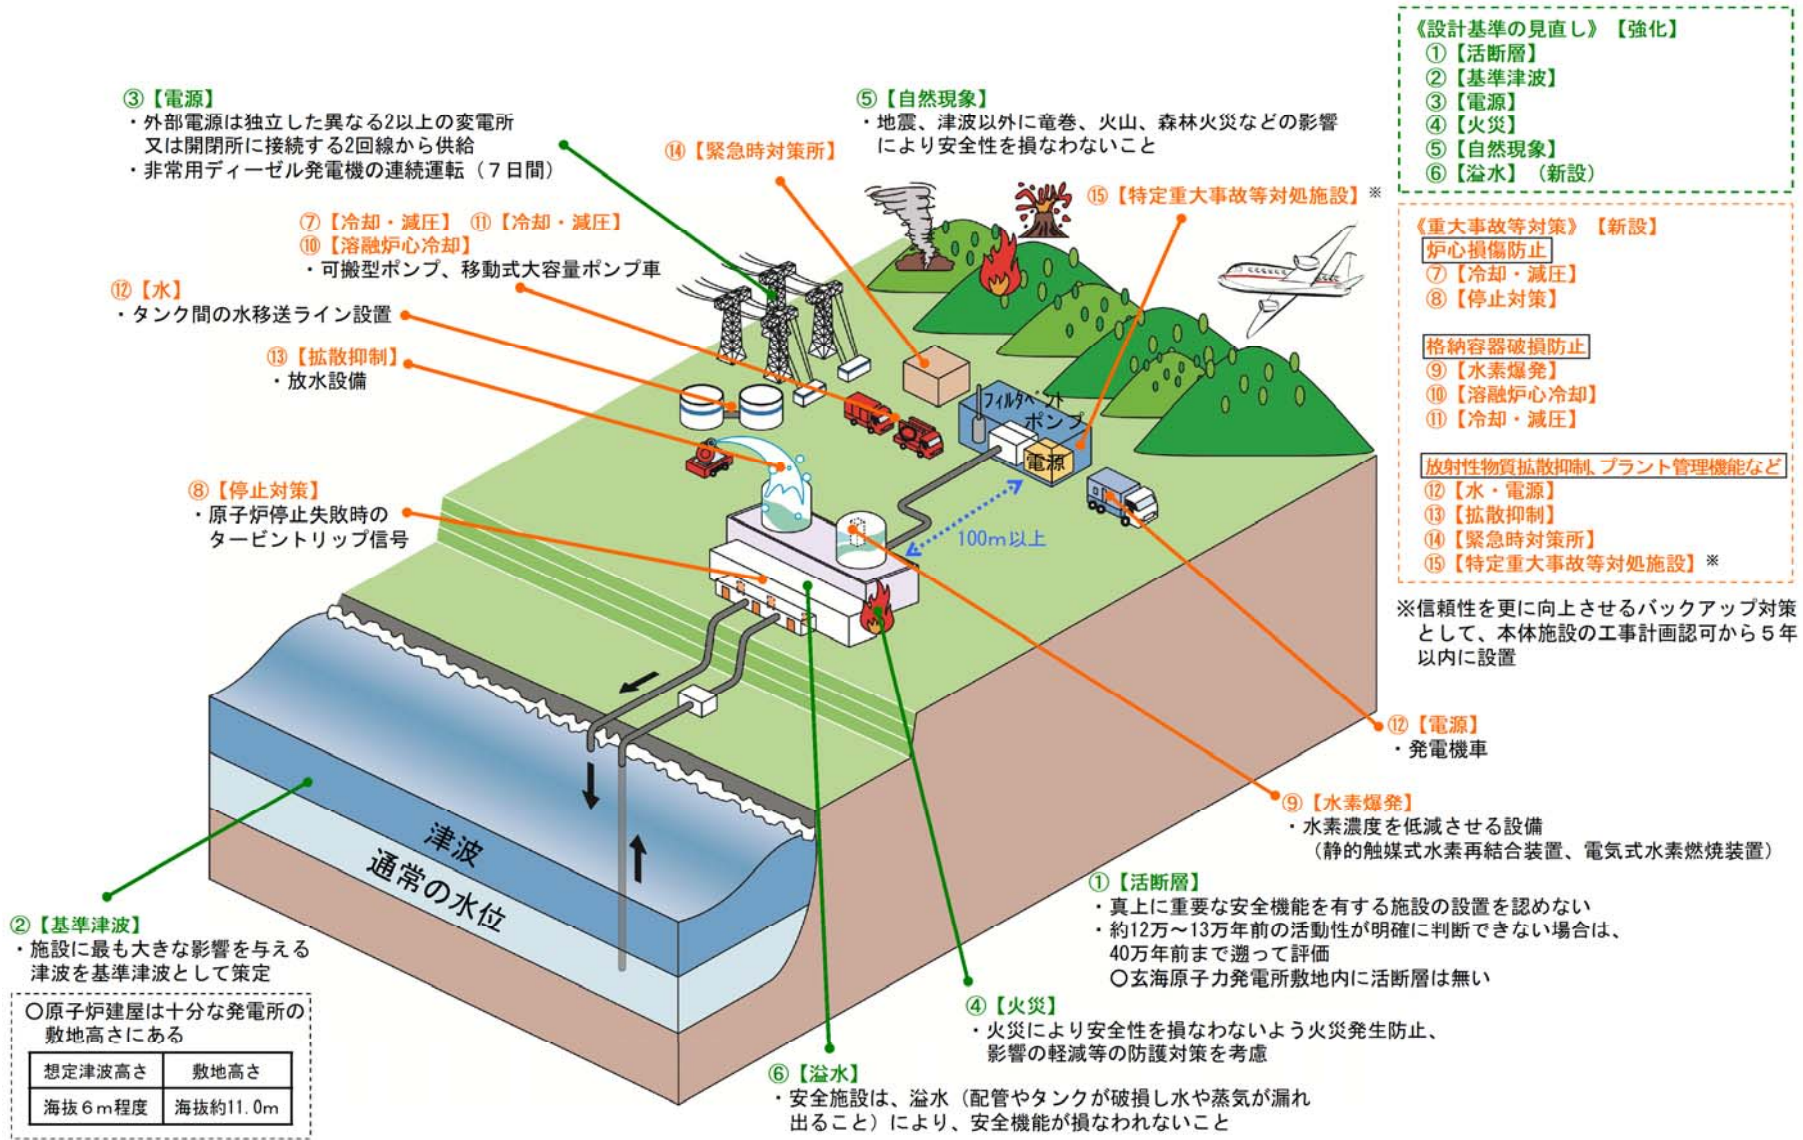 《設計基準の見直し》【強化】
①【活断層】
②【基準津波】
③【電源】
④【火災】
⑤【自然現象】
⑥【溢水】（新設）
③【電源】
・外部電源は独立した異なる2以上の変電所
又は開閉所に接続する2回線から供給
・非常用ディーゼル発電機の連続運転（７日間）
⑤【自然現象】
・地震、津波以外に竜巻、火山、森林火災などの影響
により安全性を損なわないこと
⑭【緊急時対策所】
⑮【特定重大事故等対処施設】※
⑦【冷却・減圧】 ⑪【冷却・減圧】
⑩【溶融炉心冷却】
・可搬型ポンプ、移動式大容量ポンプ車
⑫【水】
・タンク間の水移送ライン設置
⑬【拡散抑制】
・放水設備
⑧【停止対策】
・原子炉停止失敗時の
タービントリップ信号
フィルタベント
ポンプ
電源
100m以上
《重大事故等対策》【新設】
炉心損傷防止
⑦【冷却・減圧】
⑧【停止対策】
格納容器破損防止
⑨【水素爆発】
⑩【溶融炉心冷却】
⑪【冷却・減圧】
放射性物質拡散抑制、プラント管理機能など
⑫【水・電源】
⑬【拡散抑制】
⑭【緊急時対策所】
⑮【特定重大事故等対処施設】※
※信頼性を更に向上させるバックアップ対策
として、本体施設の工事計画認可から５年
以内に設置
⑫【電源】
・発電機車
⑨【水素爆発】
・水素濃度を低減させる設備
（静的触媒式水素再結合装置、電気式水素燃焼装置）
①【活断層】
・真上に重要な安全機能を有する施設の設置を認めない
・約12万～13万年前の活動性が明確に判断できない場合は、
40万年前まで遡って評価
〇玄海原子力発電所敷地内に活断層は無い
④【火災】
・火災により安全性を損なわないよう火災発生防止、
影響の軽減等の防護対策を考慮
⑥【溢水】
・安全施設は、溢水（配管やタンクが破損し水や蒸気が漏れ
出ること）により、安全機能が損なわれないこと
津波
通常の水位
②【基準津波】
・施設に最も大きな影響を与える
津波を基準津波として策定
〇原子炉建屋は十分な発電所の
敷地高さにある
想定津波高さ 敷地高さ
海抜６m程度 海抜約11.0m